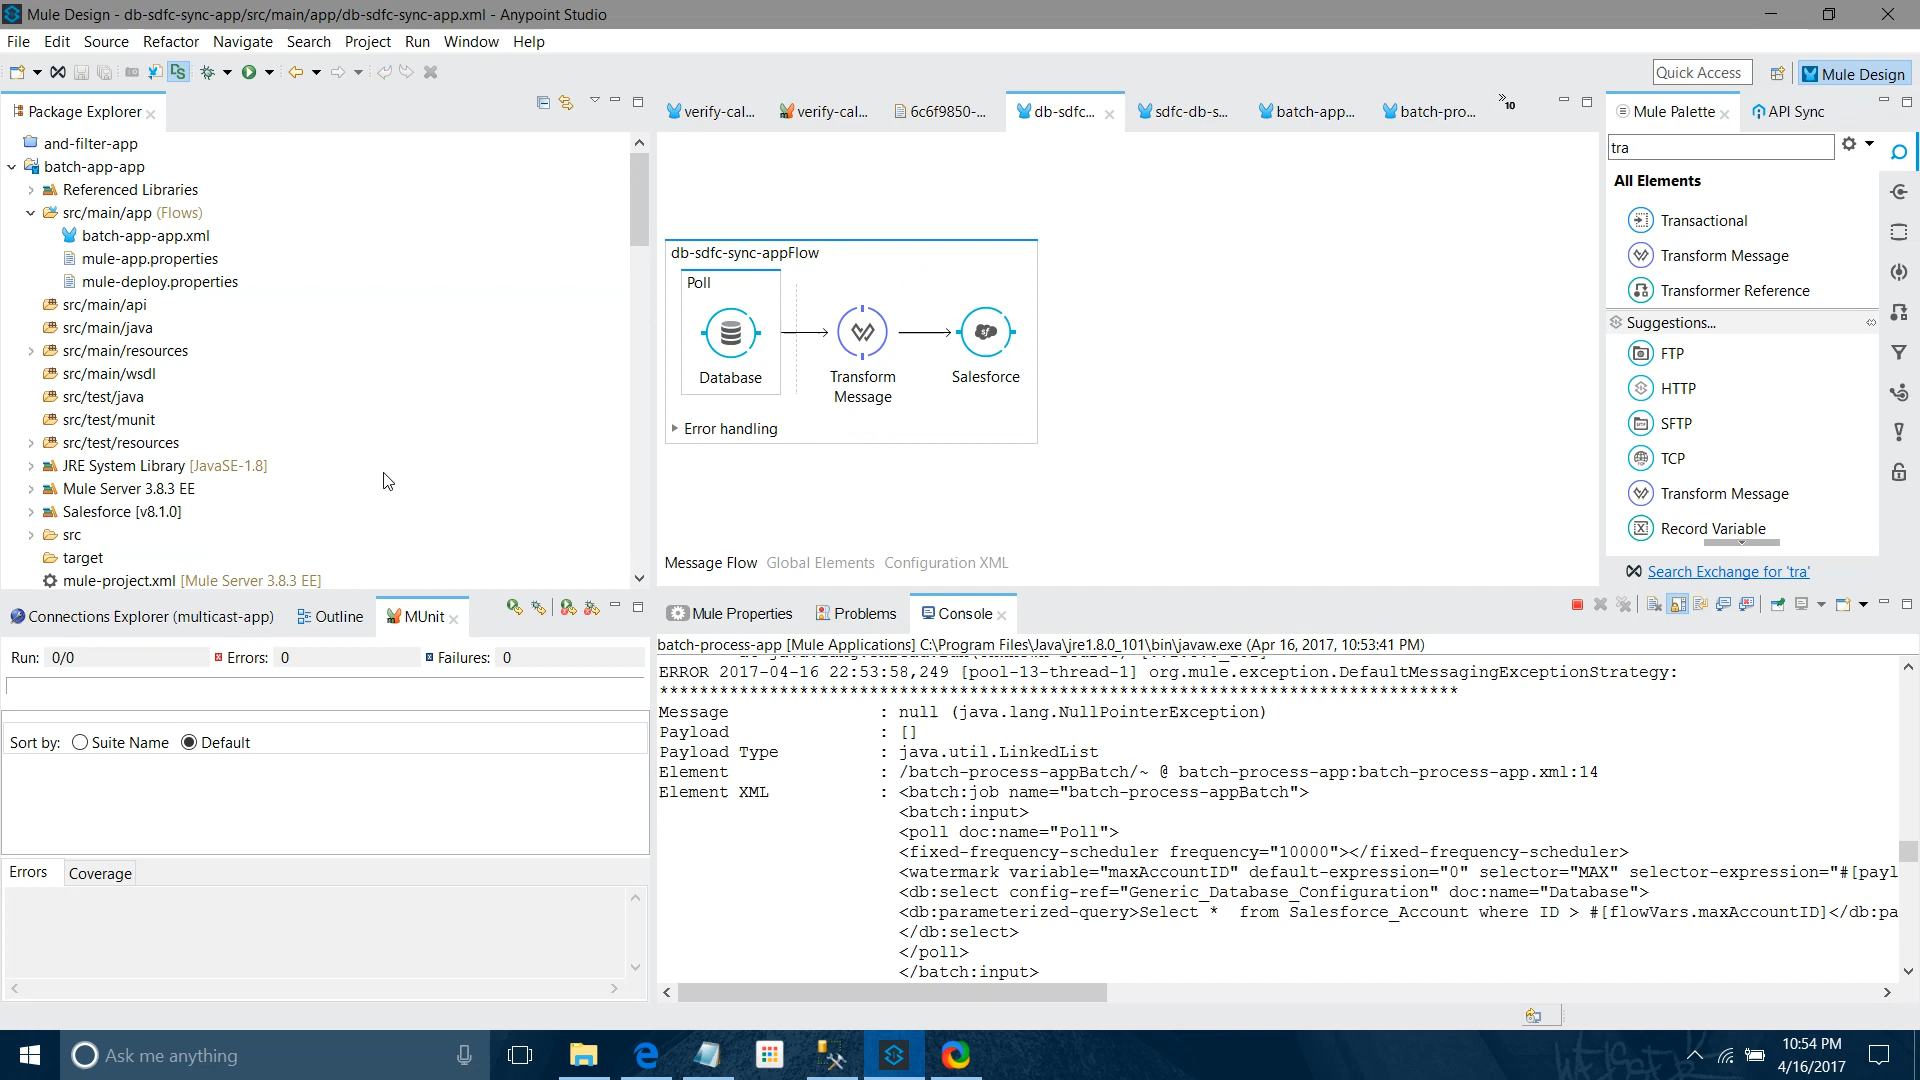 Mule Design - db-sdfc-sync-app/src/main/app/db-sdfc-sync-app.xml - Anypoint Studio
File Edit Source Refactor Navigate Search Project Run Window Help
Quick Access
Mule Design
Package Explorer
and-filter-app
batch-app-app
Referenced Libraries
src/main/app (Flows)
batch-app-app.xml
mule-app.properties
mule-deploy.properties
src/main/api
src/main/java
src/main/resources
src/main/wsdl
src/test/java
src/test/munit
src/test/resources
JRE System Library [JavaSE-1.8]
Mule Server 3.8.3 EE
Salesforce [v8.1.0]
src
target
mule-project.xml [Mule Server 3.8.3 EE]
verify-cal... verify-cal... 6c6f9850-... db-sdfc... sdfc-db-s... batch-app... batch-pro... »10
db-sdfc-sync-appFlow
Poll
Database
Transform
Message
Salesforce
Error handling
Message Flow Global Elements Configuration XML
Mule Palette API Sync
tra
All Elements
Transactional
Transform Message
Transformer Reference
Suggestions...
FTP
HTTP
SFTP
TCP
Transform Message
Record Variable
Search Exchange for 'tra'
Connections Explorer (multicast-app) Outline MUnit
Run: 0/0 Errors: 0 Failures: 0
Sort by: Suite Name Default
Errors Coverage
Mule Properties Problems Console
batch-process-app [Mule Applications] C:\Program Files\Java\jre1.8.0_101\bin\javaw.exe (Apr 16, 2017, 10:53:41 PM)
ERROR 2017-04-16 22:53:58,249 [pool-13-thread-1] org.mule.exception.DefaultMessagingExceptionStrategy:
********************************************************************************
Message : null (java.lang.NullPointerException)
Payload : []
Payload Type : java.util.LinkedList
Element : /batch-process-appBatch/~ @ batch-process-app:batch-process-app.xml:14
Element XML : <batch:job name="batch-process-appBatch">
<batch:input>
<poll doc:name="Poll">
<fixed-frequency-scheduler frequency="10000"></fixed-frequency-scheduler>
<watermark variable="maxAccountID" default-expression="0" selector="MAX" selector-expression="#[payl
<db:select config-ref="Generic_Database_Configuration" doc:name="Database">
<db:parameterized-query>Select * from Salesforce_Account where ID > #[flowVars.maxAccountID]</db:pa
</db:select>
</poll>
</batch:input>
Ask me anything
10:54 PM
4/16/2017